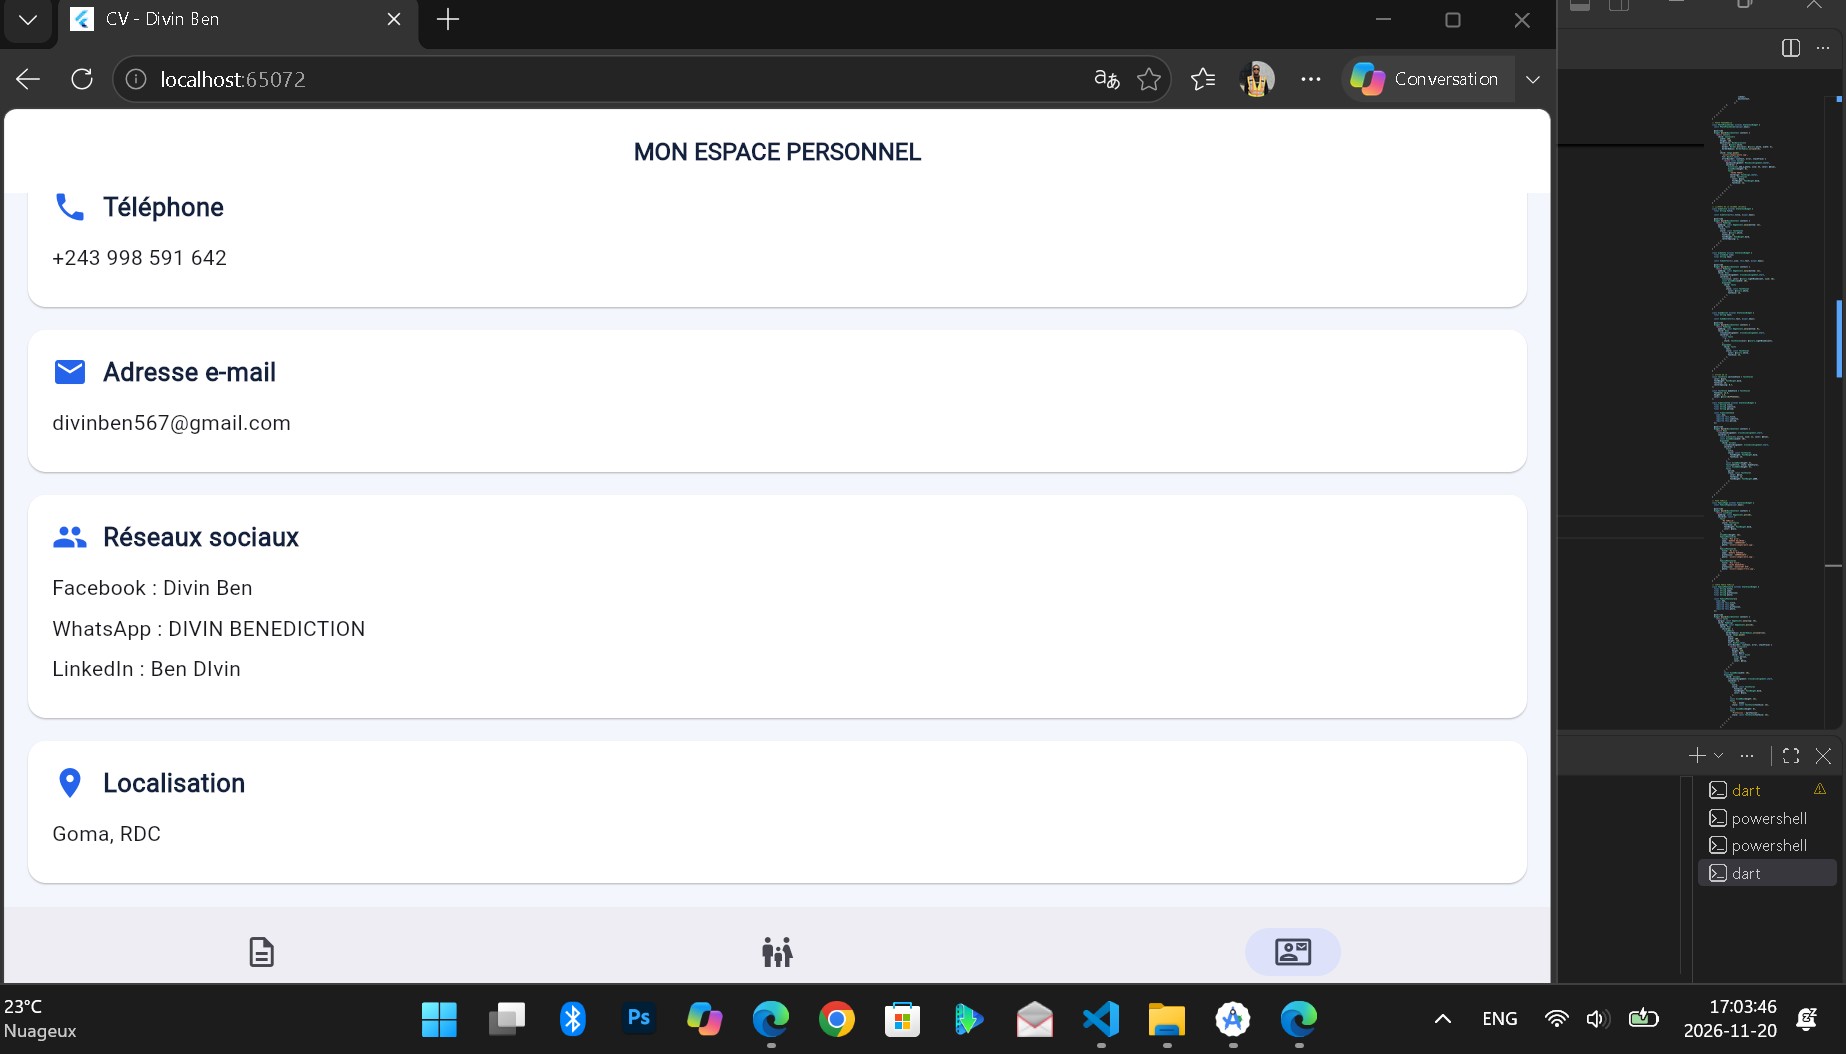 CV - Divin Ben
localhost:65072
Conversation
MON ESPACE PERSONNEL
Téléphone
+243 998 591 642
Adresse e-mail
divinben567@gmail.com
Réseaux sociaux
Facebook : Divin Ben
WhatsApp : DIVIN BENEDICTION
LinkedIn : Ben DIvin
Localisation
Goma, RDC
dart
powershell
powershell
dart
23°C
Nuageux
Ps
ENG
17:03:46
2026-11-20